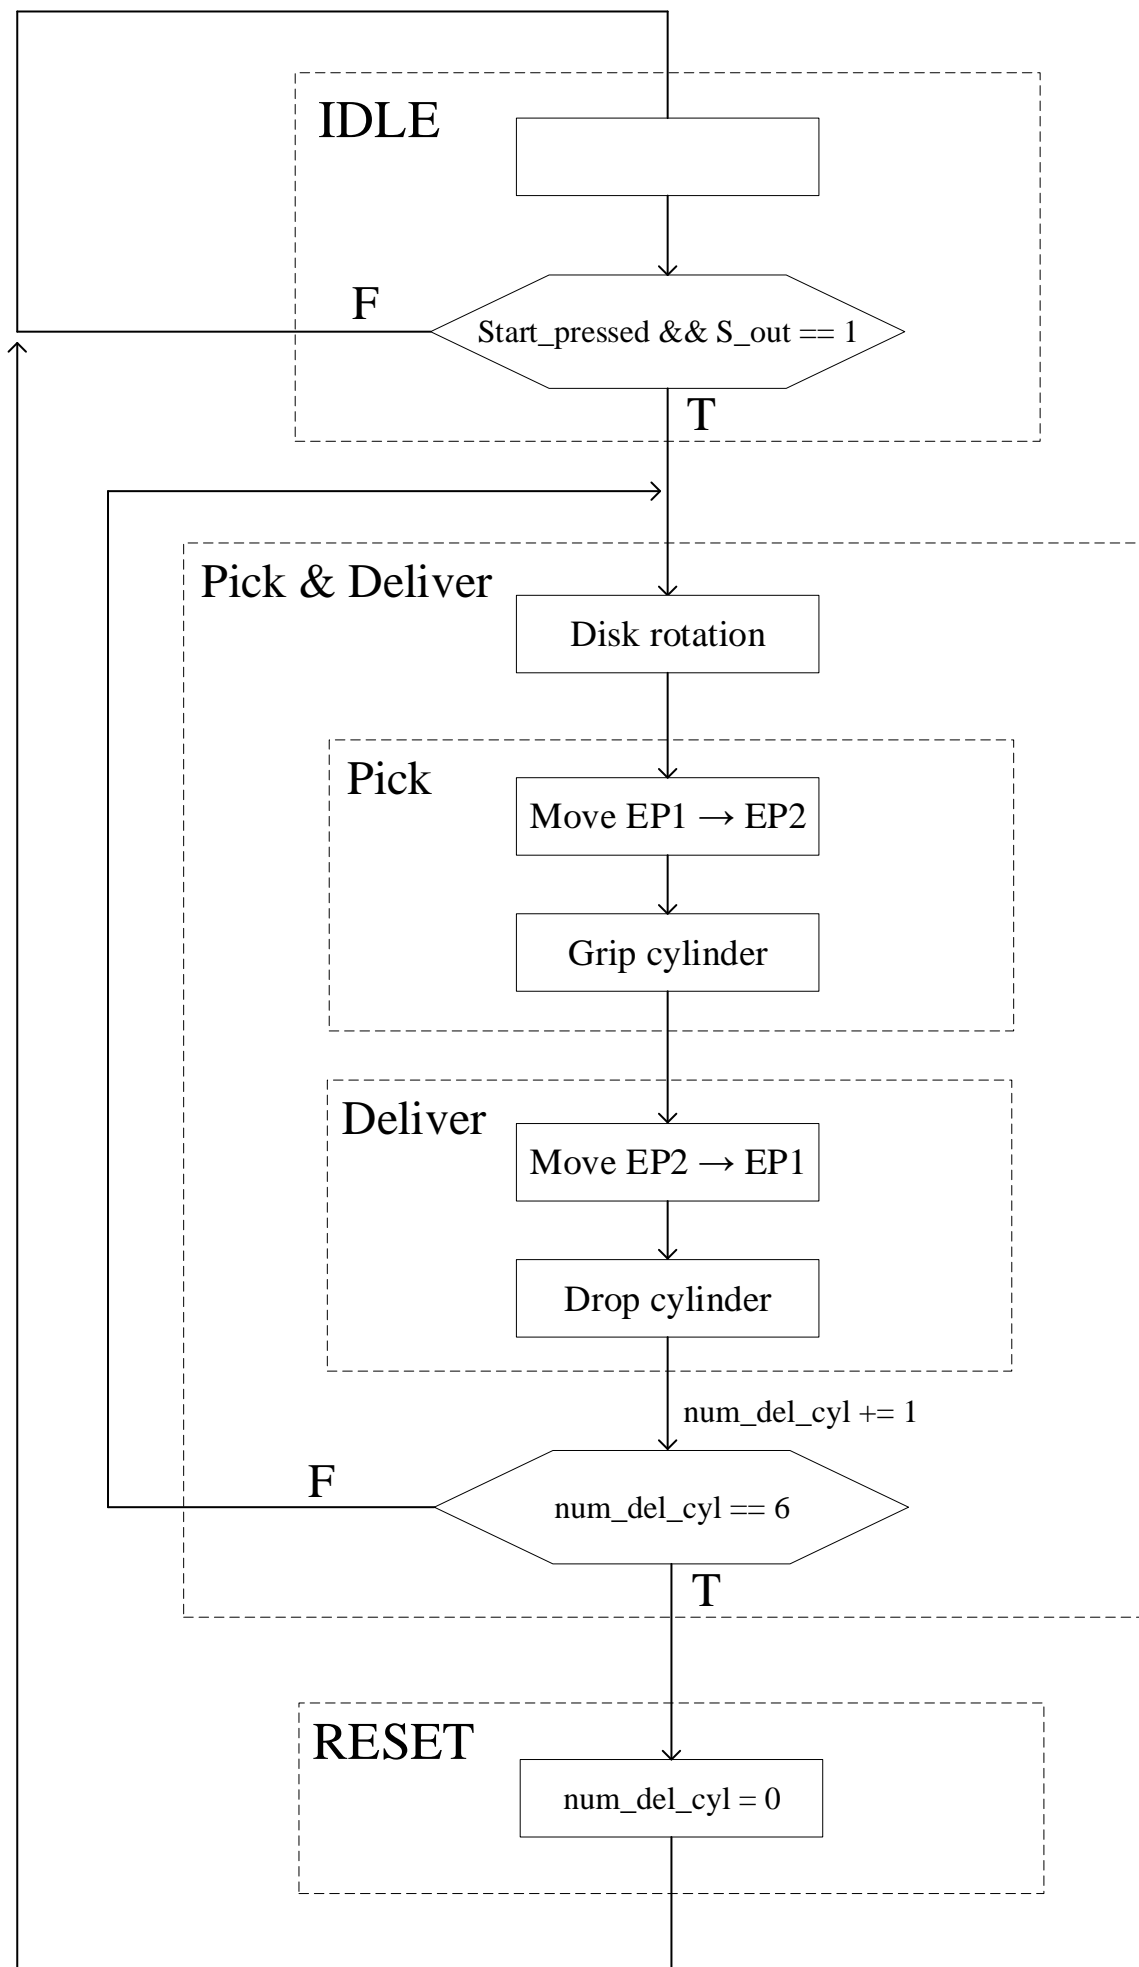 IDLE
F
Start_pressed && S_out == 1
T
Pick & Deliver
Disk rotation
Pick
Move EP1 → EP2
Grip cylinder
Deliver
Move EP2 → EP1
Drop cylinder
num_del_cyl += 1
F
num_del_cyl == 6
T
RESET
num_del_cyl = 0